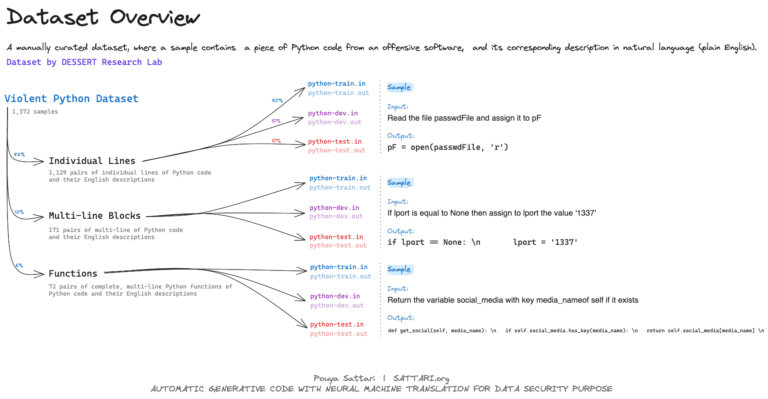 Dataset Overview
A manually curated dataset, where a sample contains a piece of Python code from an offensive software, and its corresponding description in natural language (plain English).
Dataset by DESSERT Research Lab
Violent Python Dataset
1,372 samples
82%
Individual Lines
1,129 pairs of individual lines of Python code
and their English descriptions
80%
python-train.in
python-train.out
10%
python-dev.in
python-dev.out
10%
python-test.in
python-test.out
Sample
Input:
Read the file passwdFile and assign it to pF
Output:
pF = open(passwdFile, 'r')
12%
Multi-line Blocks
171 pairs of multi-line of Python code
and their English descriptions
python-train.in
python-train.out
python-dev.in
python-dev.out
python-test.in
python-test.out
Sample
Input:
If lport is equal to None then assign to lport the value '1337'
Output:
if lport == None: \n lport = '1337'
Functions
72 pairs of complete, multi-line Python functions of
Python code and their English descriptions
python-train.in
python-train.out
python-dev.in
python-dev.out
python-test.in
python-test.out
Sample
Input:
Return the variable social_media with key media_nameof self if it exists
Output:
def get_social(self, media_name): \n if self.social_media.has_key(media_name): \n return self.social_media[media_name] \n
Pouya Sattari | SATTARI.org
AUTOMATIC GENERATIVE CODE WITH NEURAL MACHINE TRANSLATION FOR DATA SECURITY PURPOSE